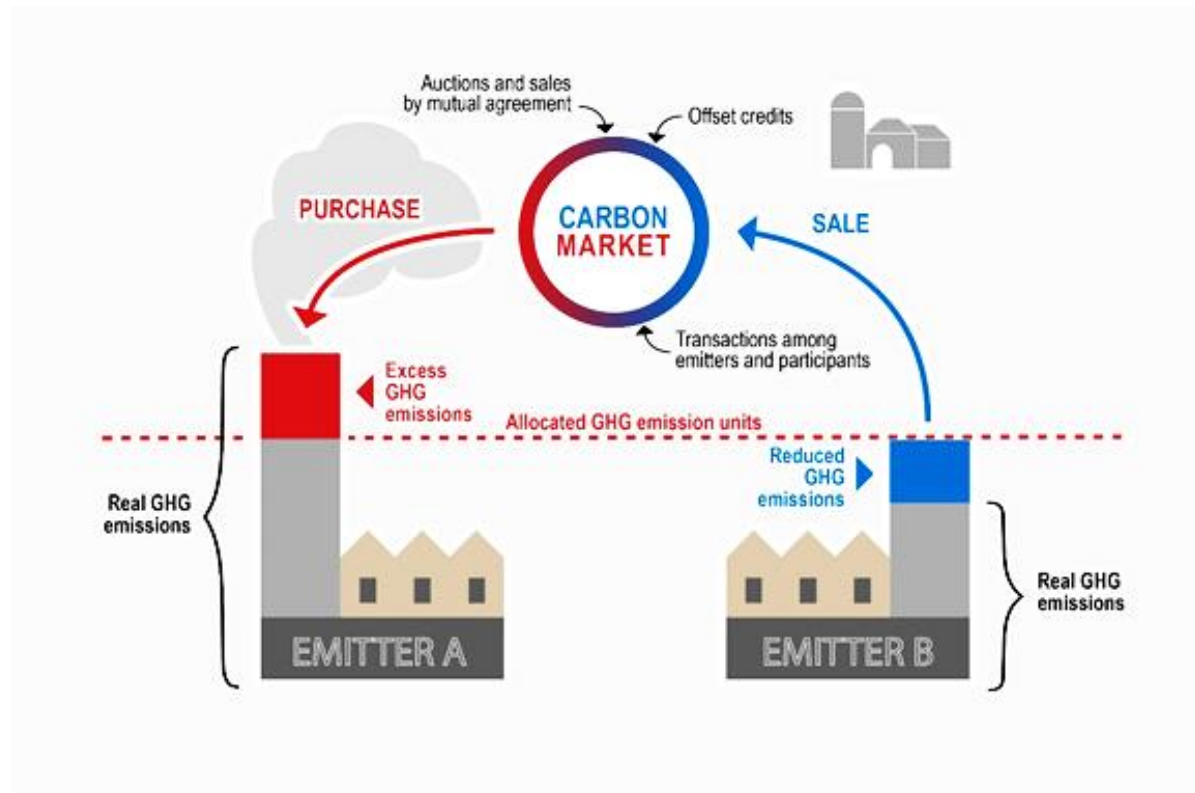 Auctions and sales
by mutual agreement
Offset credits
PURCHASE
CARBON
MARKET
SALE
Transactions among
emitters and participants
Excess
GHG
emissions
Allocated GHG emission units
Reduced
GHG
emissions
Real GHG
emissions
Real GHG
emissions
EMITTER A
EMITTER B